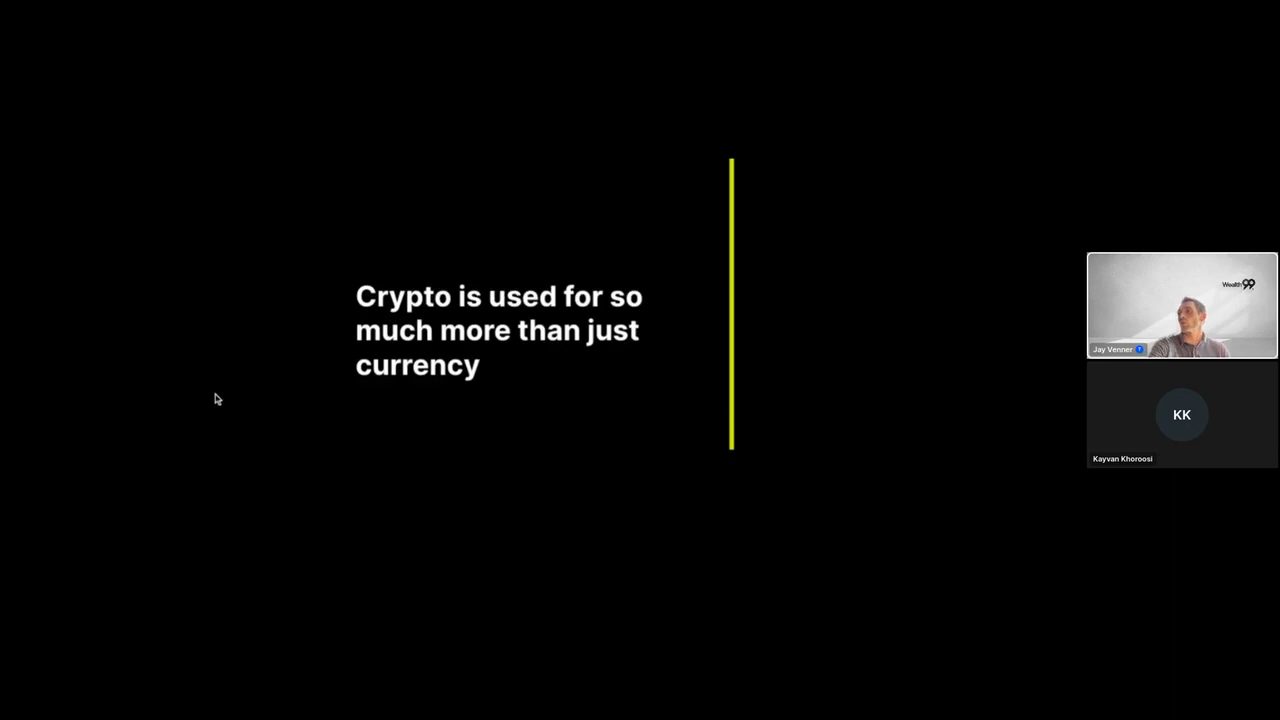 Crypto is used for so
much more than just
currency
Wealth99
Jay Venner
KK
Kayvan Khoroosi